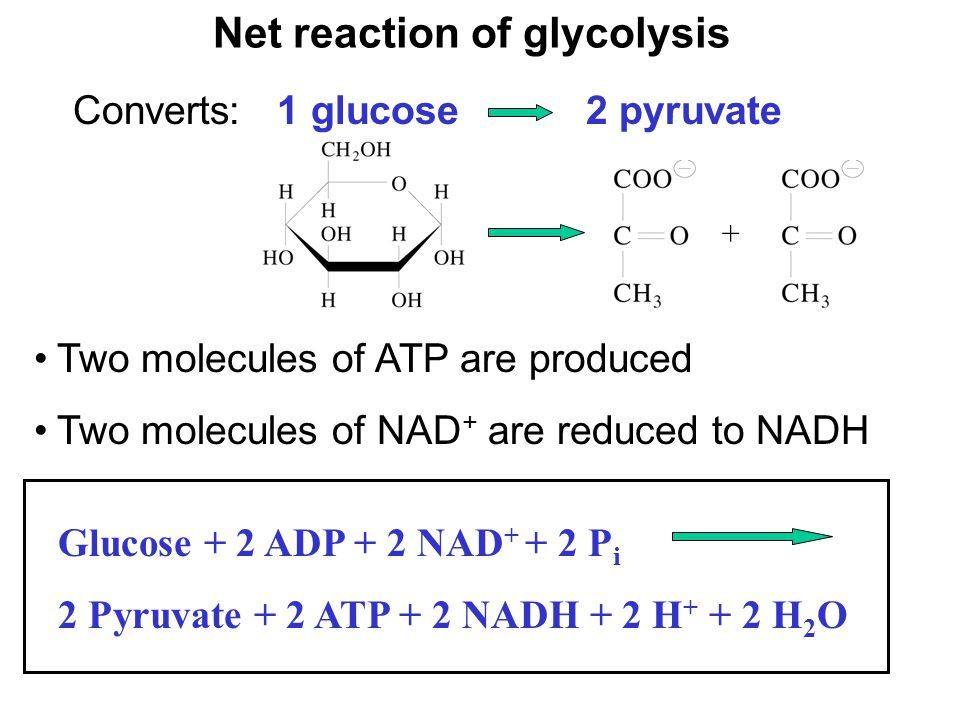 Net reaction of glycolysis
Converts: 1 glucose 2 pyruvate
CH₂OH
H O H
H
OH H
HO OH
H OH
COO⊖ COO⊖
C=O + C=O
CH₃ CH₃
• Two molecules of ATP are produced
• Two molecules of NAD⁺ are reduced to NADH
Glucose + 2 ADP + 2 NAD⁺ + 2 Pᵢ
2 Pyruvate + 2 ATP + 2 NADH + 2 H⁺ + 2 H₂O